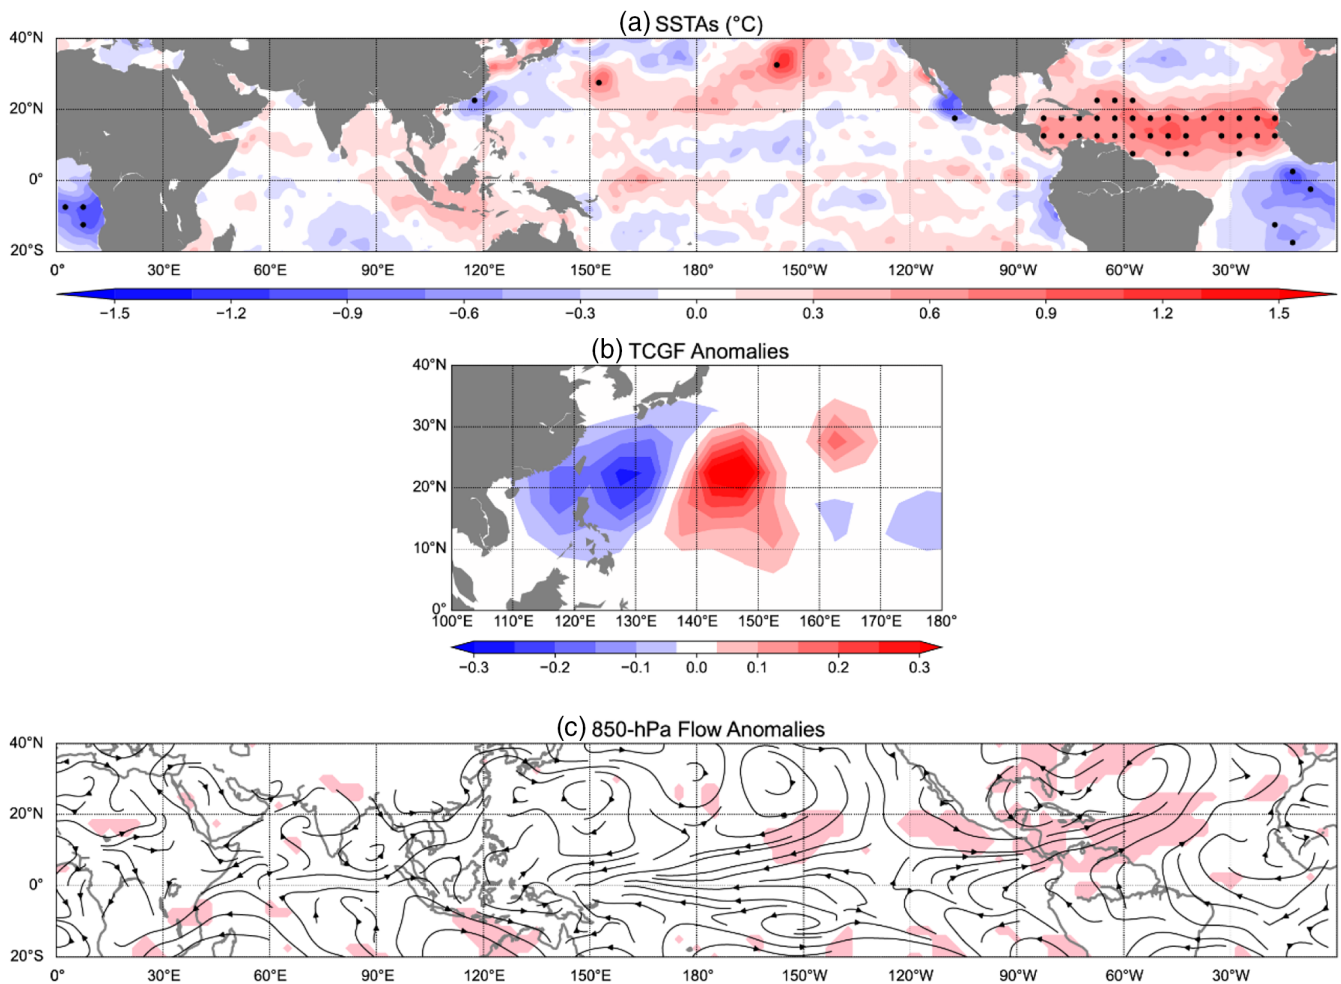 (a) SSTAs (°C)
40°N
20°N
0°
20°S
0° 30°E 60°E 90°E 120°E 150°E 180° 150°W 120°W 90°W 60°W 30°W
−1.5 −1.2 −0.9 −0.6 −0.3 0.0 0.3 0.6 0.9 1.2 1.5
(b) TCGF Anomalies
40°N
30°N
20°N
10°N
0°
100°E 110°E 120°E 130°E 140°E 150°E 160°E 170°E 180°
−0.3 −0.2 −0.1 0.0 0.1 0.2 0.3
(c) 850-hPa Flow Anomalies
40°N
20°N
0°
20°S
0° 30°E 60°E 90°E 120°E 150°E 180° 150°W 120°W 90°W 60°W 30°W